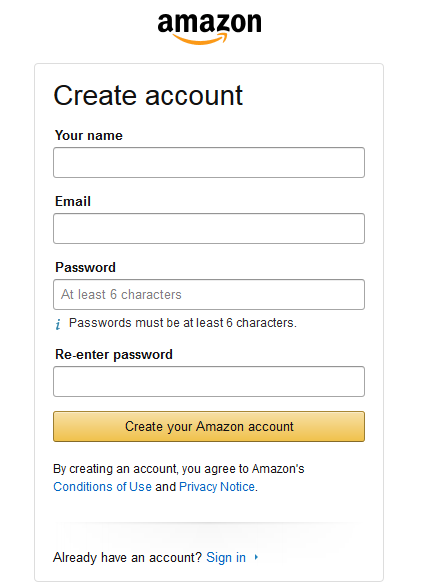 amazon
Create account
Your name
Email
Password
At least 6 characters
i Passwords must be at least 6 characters.
Re-enter password
Create your Amazon account
By creating an account, you agree to Amazon's
Conditions of Use and Privacy Notice.
Already have an account? Sign in